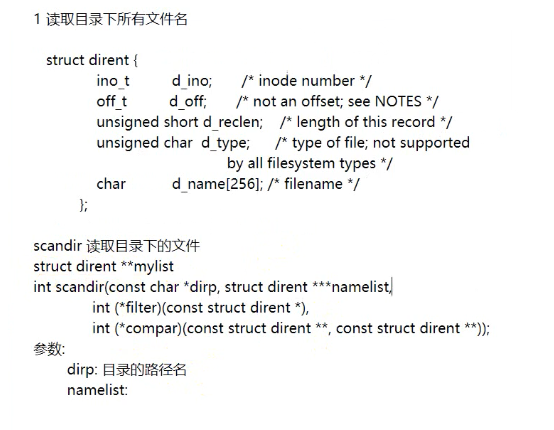 1 读取目录下所有文件名
struct dirent {
ino_t d_ino; /* inode number */
off_t d_off; /* not an offset; see NOTES */
unsigned short d_reclen; /* length of this record */
unsigned char d_type; /* type of file; not supported
by all filesystem types */
char d_name[256]; /* filename */
};
scandir 读取目录下的文件
struct dirent **mylist
int scandir(const char *dirp, struct dirent ***namelist,
int (*filter)(const struct dirent *),
int (*compar)(const struct dirent **, const struct dirent **));
参数:
dirp: 目录的路径名
namelist: